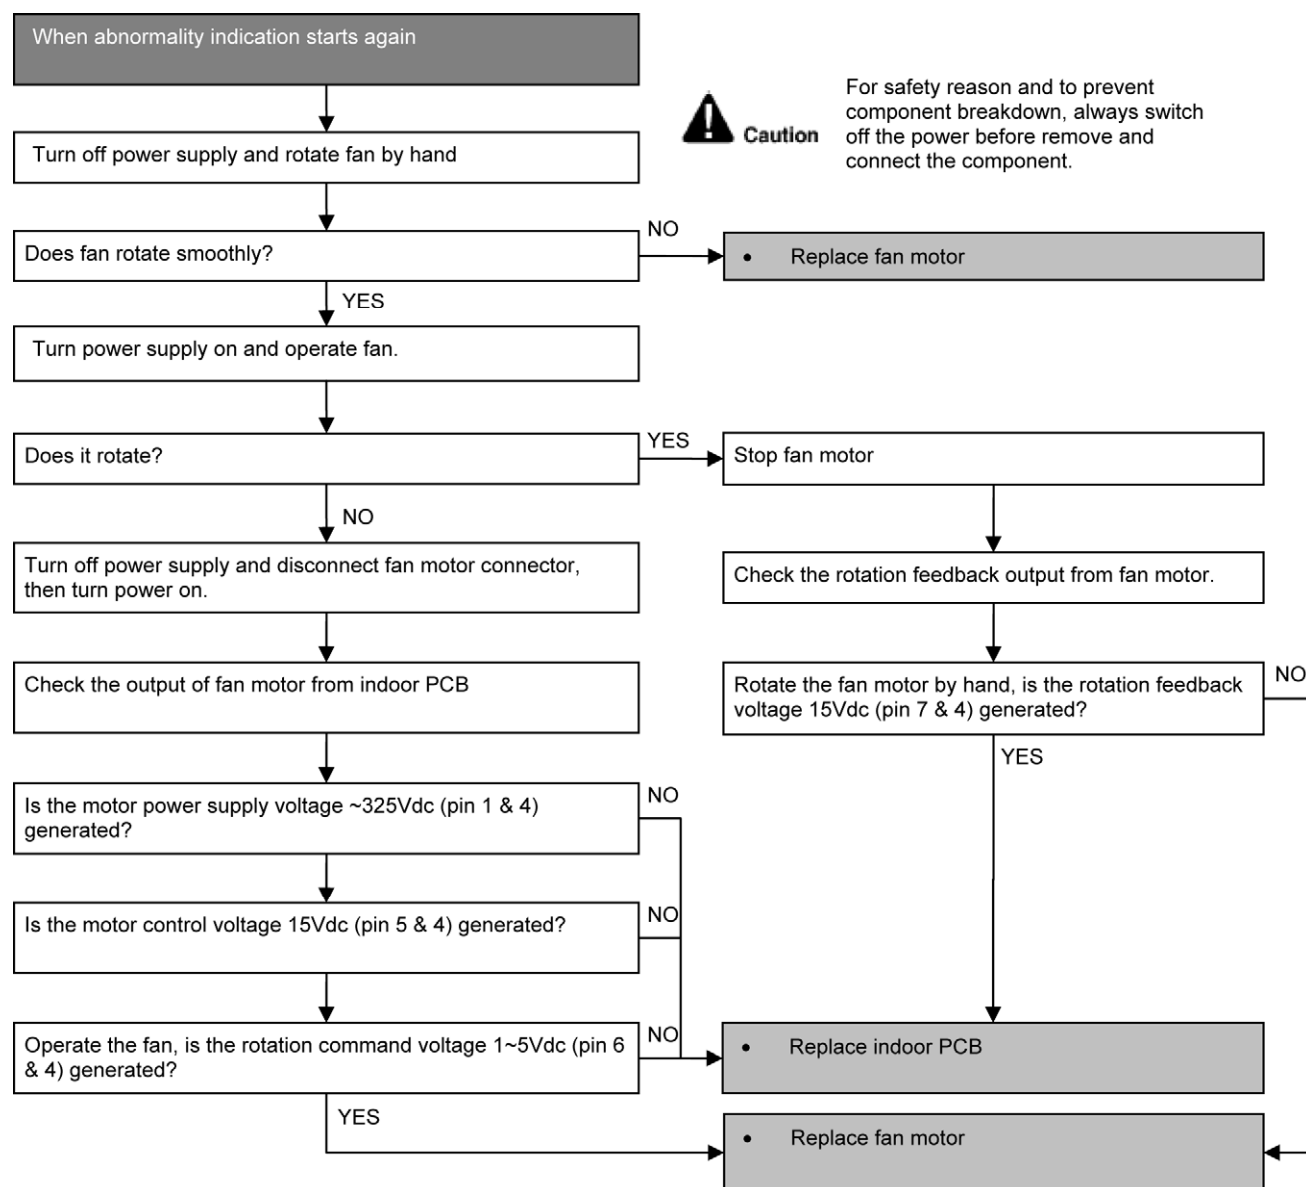 When abnormality indication starts again
For safety reason and to prevent
component breakdown, always switch
off the power before remove and
connect the component.
Caution
Turn off power supply and rotate fan by hand
Does fan rotate smoothly?
NO
• Replace fan motor
YES
Turn power supply on and operate fan.
Does it rotate?
YES
Stop fan motor
NO
Turn off power supply and disconnect fan motor connector,
then turn power on.
Check the rotation feedback output from fan motor.
Check the output of fan motor from indoor PCB
Rotate the fan motor by hand, is the rotation feedback
voltage 15Vdc (pin 7 & 4) generated?
NO
YES
Is the motor power supply voltage ~325Vdc (pin 1 & 4)
generated?
NO
Is the motor control voltage 15Vdc (pin 5 & 4) generated?
NO
Operate the fan, is the rotation command voltage 1~5Vdc (pin 6
& 4) generated?
NO
• Replace indoor PCB
YES
• Replace fan motor